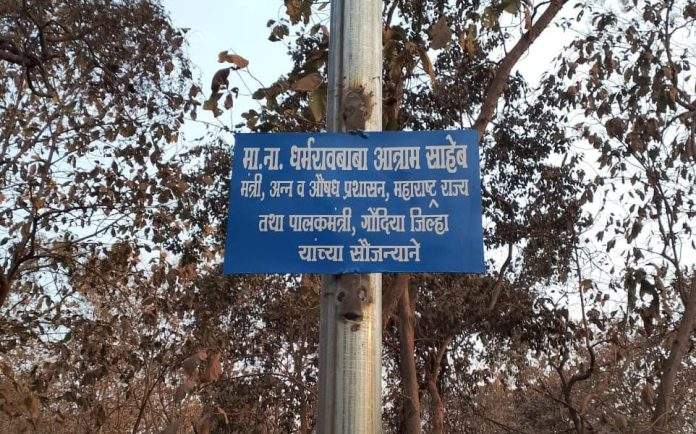 मा.ना. धर्मरावबाबा आत्राम साहेब
मंत्री, अन्न व औषध प्रशासन, महाराष्ट्र राज्य
तथा पालकमंत्री, गोंदिया जिल्हा
यांच्या सौजन्याने